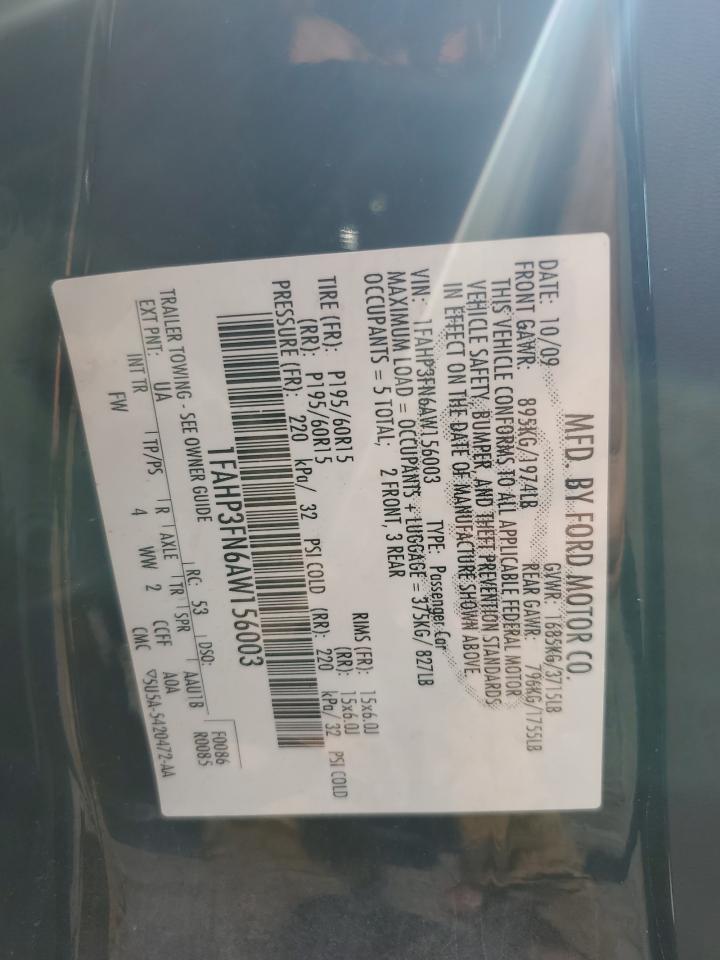 MFD. BY FORD MOTOR CO.
DATE: 10/09 GVWR: 1685KG/3715LB
FRONT GAWR: 895KG/1974LB REAR GAWR: 796KG/1755LB
THIS VEHICLE CONFORMS TO ALL APPLICABLE FEDERAL MOTOR
VEHICLE SAFETY, BUMPER, AND THEFT PREVENTION STANDARDS
IN EFFECT ON THE DATE OF MANUFACTURE SHOWN ABOVE.
VIN: 1FAHP3FN6AW156003 TYPE: Passenger Car
MAXIMUM LOAD = OCCUPANTS + LUGGAGE = 375KG/ 827LB
OCCUPANTS = 5 TOTAL, 2 FRONT, 3 REAR
TIRE (FR): P195/60R15 RIMS (FR): 15x6.0J
(RR): P195/60R15 (RR): 15x6.0J
PRESSURE (FR): 220 kPa/ 32 PSI COLD (RR): 220 kPa/ 32 PSI COLD
1FAHP3FN6AW156003
TRAILER TOWING - SEE OWNER GUIDE F0086
EXT PNT: UA RC: 53 DSO: R0085
INT TR TP/PS R AXLE TR SPR AAU1B
FW 4 WW 2 CCFF AOA
CMC ▽5U5A-5420472-AA